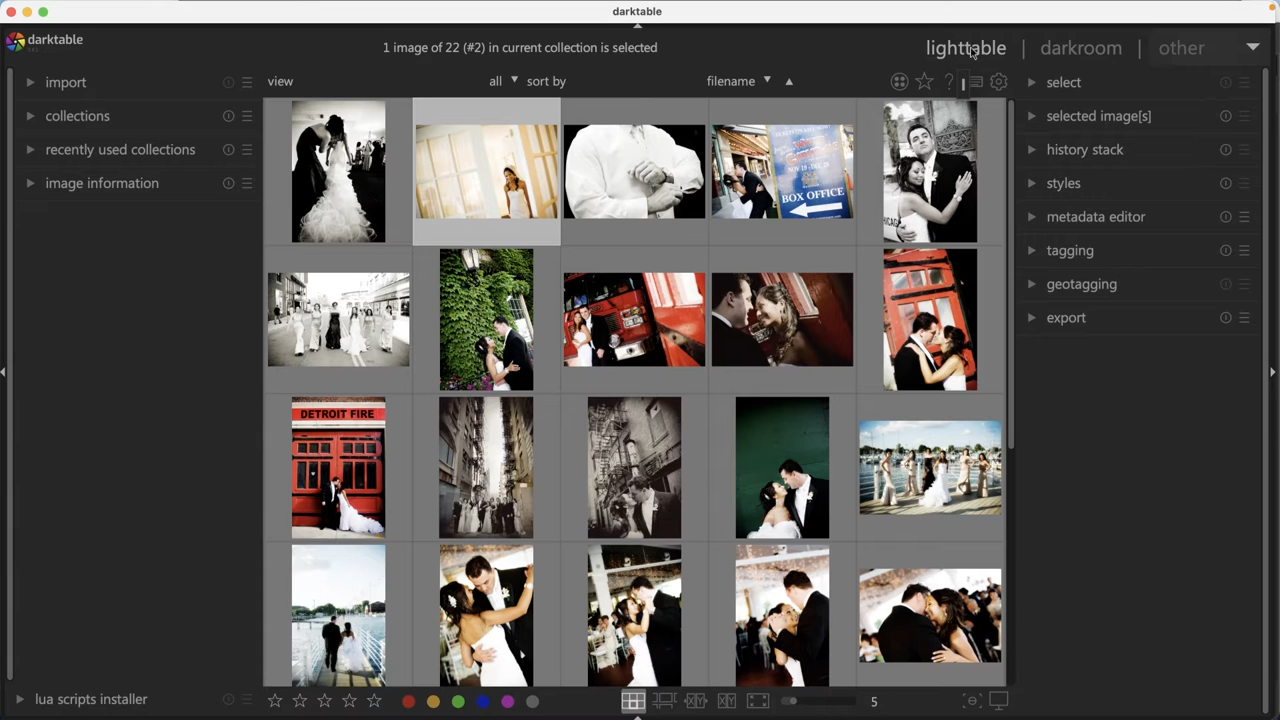 darktable
darktable
1 image of 22 (#2) in current collection is selected
lighttable | darkroom | other
import
collections
recently used collections
image information
view all sort by filename
?
select
selected image[s]
history stack
styles
metadata editor
tagging
geotagging
export
BOX OFFICE
DETROIT FIRE
lua scripts installer
5